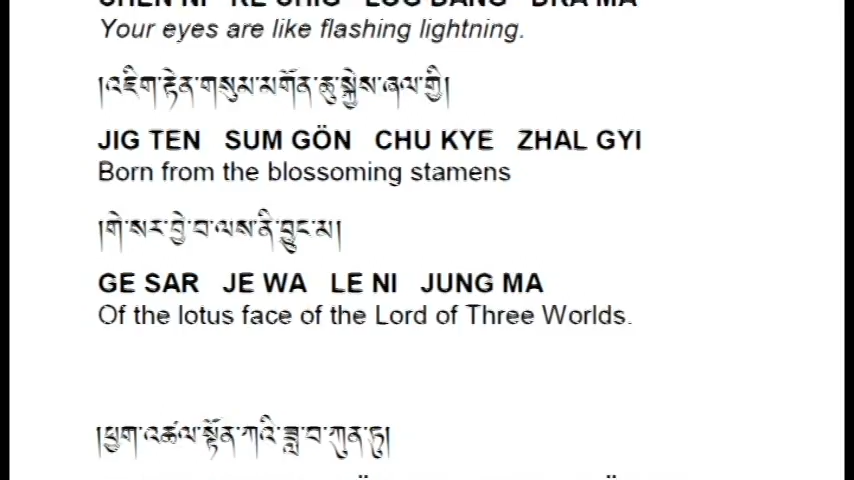 Your eyes are like flashing lightning.
།འཇིག་རྟེན་གསུམ་མགོན་ཆུ་སྐྱེས་ཞལ་གྱི།
JIG TEN SUM GÖN CHU KYE ZHAL GYI
Born from the blossoming stamens
།གེ་སར་བྱེ་བ་ལས་ནི་བྱུང་མ།
GE SAR JE WA LE NI JUNG MA
Of the lotus face of the Lord of Three Worlds.
།ཕྱག་འཚལ་སྟོན་ཀའི་ཟླ་བ་ཀུན་ཏུ།